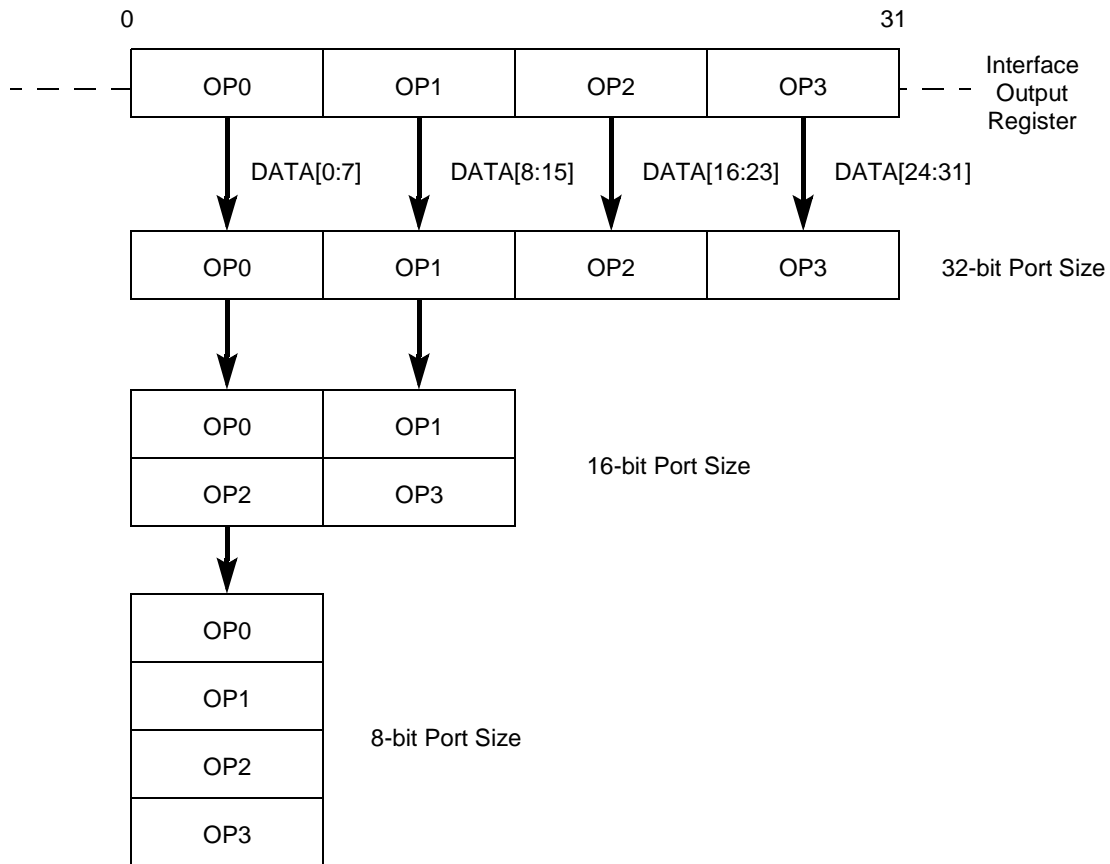 0 31
OP0 OP1 OP2 OP3
Interface
Output
Register
DATA[0:7] DATA[8:15] DATA[16:23] DATA[24:31]
OP0 OP1 OP2 OP3 32-bit Port Size
OP0 OP1
16-bit Port Size
OP2 OP3
OP0
OP1
8-bit Port Size
OP2
OP3